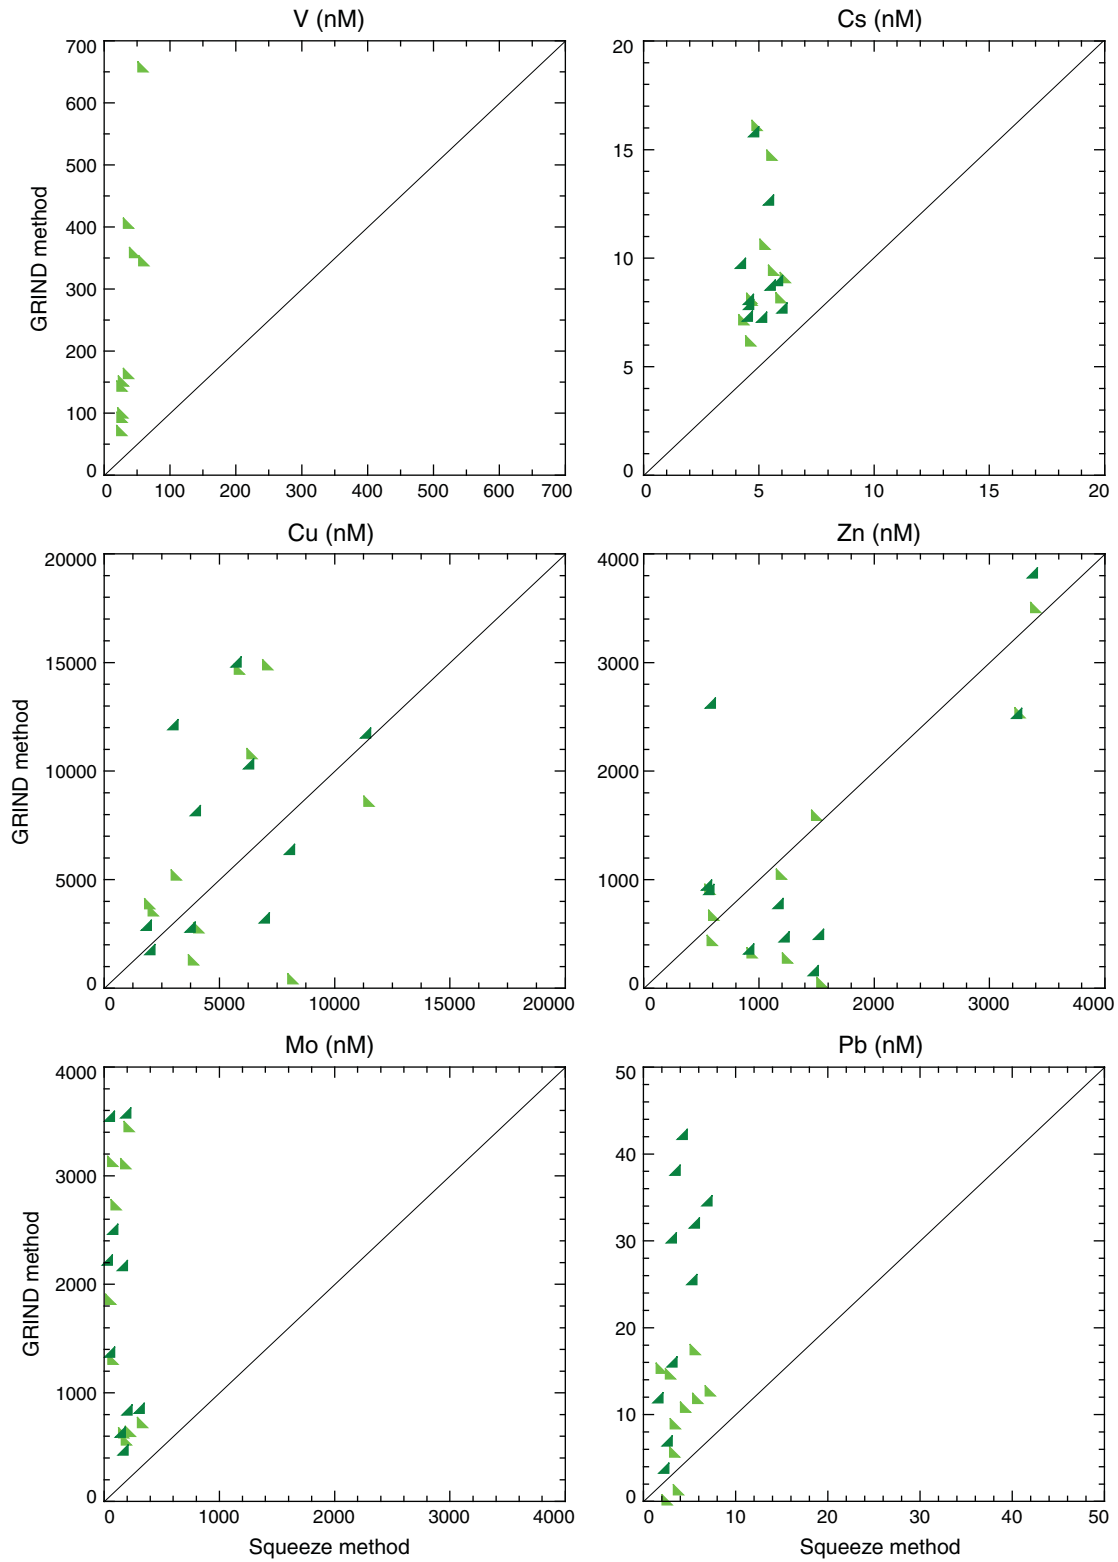 V (nM)
700
600
500
400
300
200
100
0
GRIND method
0 100 200 300 400 500 600 700
Cs (nM)
20
15
10
5
0
0 5 10 15 20
Cu (nM)
20000
15000
10000
5000
0
GRIND method
0 5000 10000 15000 20000
Zn (nM)
4000
3000
2000
1000
0
0 1000 2000 3000 4000
Mo (nM)
4000
3000
2000
1000
0
GRIND method
0 1000 2000 3000 4000
Squeeze method
Pb (nM)
50
40
30
20
10
0
0 10 20 30 40 50
Squeeze method